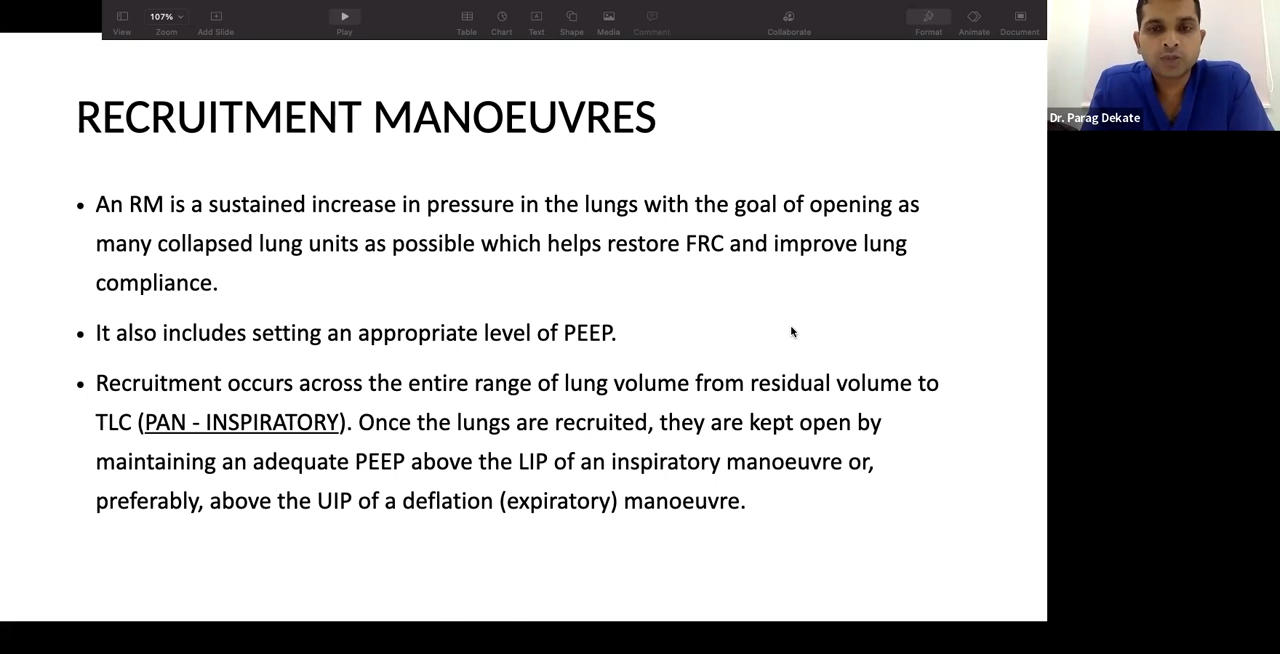 107%
View
Zoom
Add Slide
Play
Table
Chart
Text
Shape
Media
Comment
Collaborate
Format
Animate
Document
Dr. Parag Dekate
RECRUITMENT MANOEUVRES
• An RM is a sustained increase in pressure in the lungs with the goal of opening as
many collapsed lung units as possible which helps restore FRC and improve lung
compliance.
• It also includes setting an appropriate level of PEEP.
• Recruitment occurs across the entire range of lung volume from residual volume to
TLC (PAN - INSPIRATORY). Once the lungs are recruited, they are kept open by
maintaining an adequate PEEP above the LIP of an inspiratory manoeuvre or,
preferably, above the UIP of a deflation (expiratory) manoeuvre.